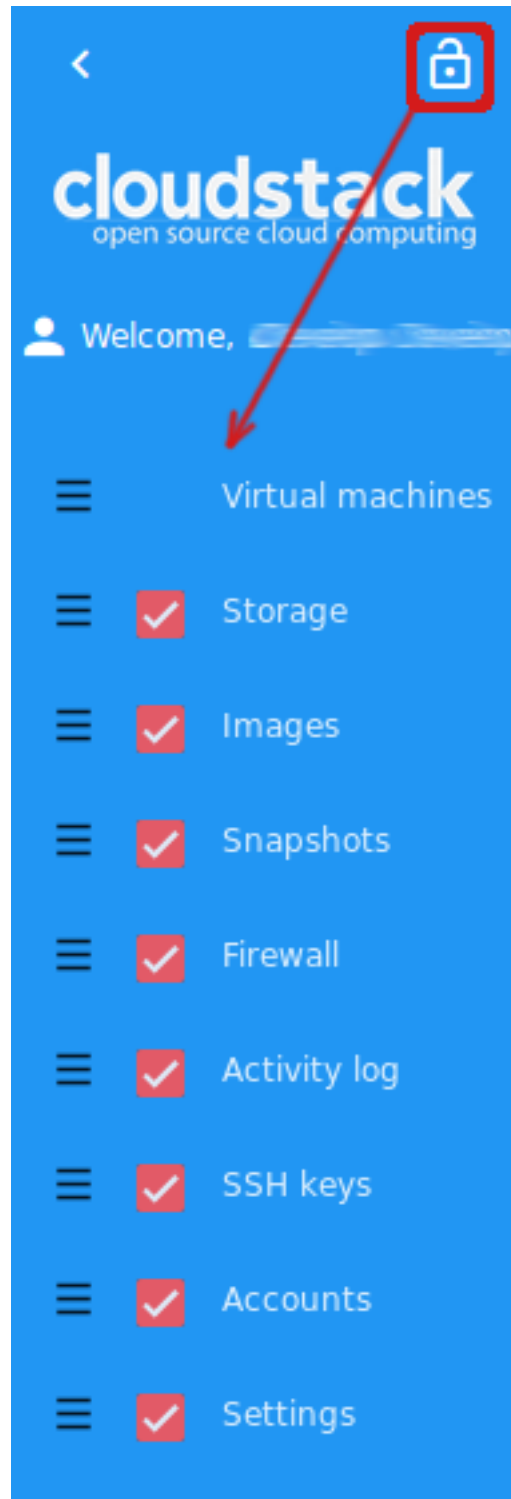 cloudstack
open source cloud computing
Welcome,
Virtual machines
Storage
Images
Snapshots
Firewall
Activity log
SSH keys
Accounts
Settings